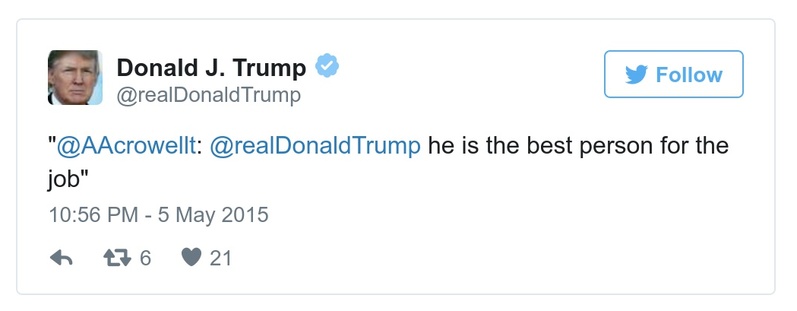 Donald J. Trump
@realDonaldTrump
Follow
"@AAcrowellt: @realDonaldTrump he is the best person for the
job"
10:56 PM - 5 May 2015
6 21